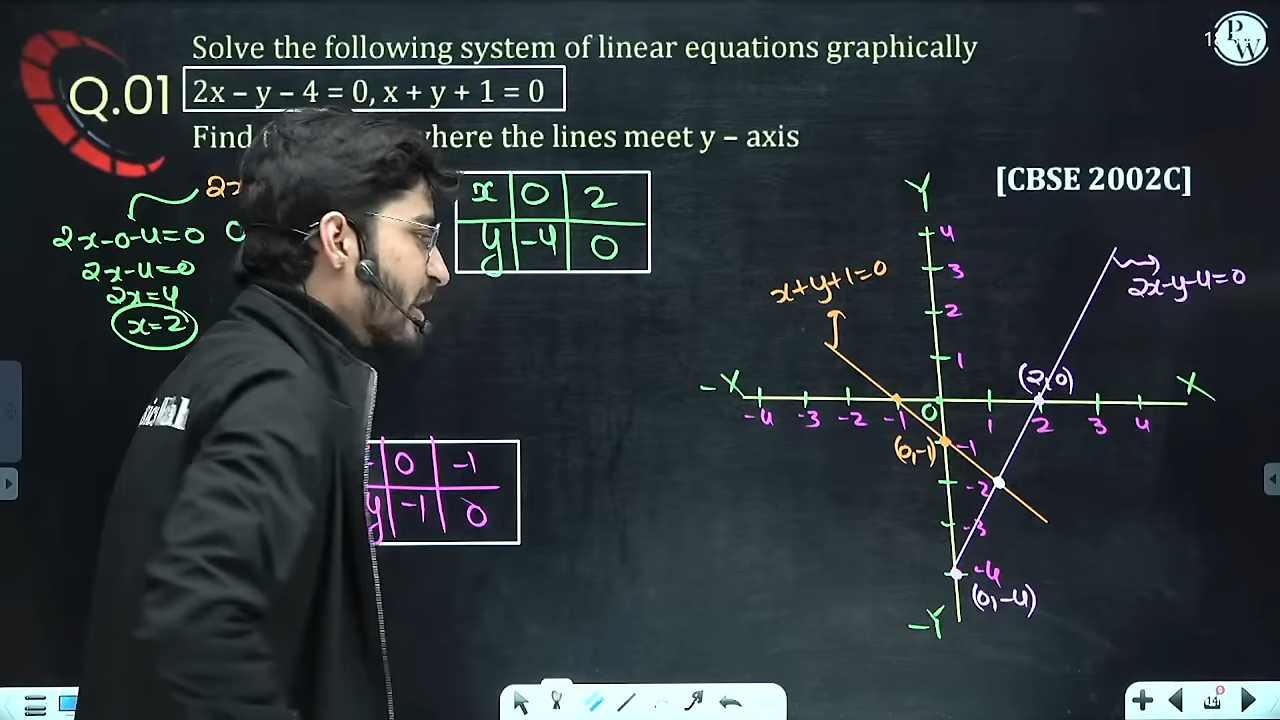 Solve the following system of linear equations graphically
Q.01
2x – y – 4 = 0, x + y + 1 = 0
Find where the lines meet y – axis
[CBSE 2002C]
PW
2x-0-4=0
2x-4=0
2x=4
x=2
x 0 2
y -4 0
0 -1
y -1 0
x+y+1=0
2x-y-4=0
Y
4
3
2
1
-X
X
-4 -3 -2 -1 0 1 2 3 4
(2,0)
(0,-1)
-1
-2
-3
-4
(0,-4)
-Y
14